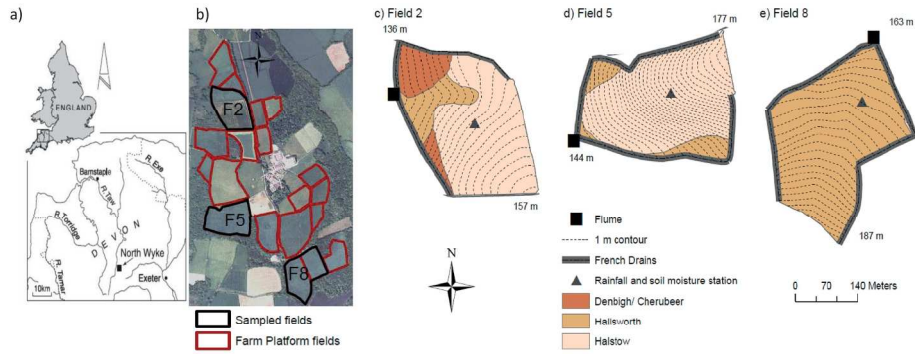 a)
ENGLAND
Barnstaple
R. Exe
R. Taw
R. Torridge
DEVON
North Wyke
R. Tamar
Exeter
10km
b)
F2
F5
F8
Sampled fields
Farm Platform fields
c) Field 2
136 m
157 m
N
d) Field 5
177 m
144 m
Flume
1 m contour
French Drains
Rainfall and soil moisture station
Denbigh/ Cherubeer
Hallsworth
Halstow
e) Field 8
163 m
187 m
0 70 140 Meters